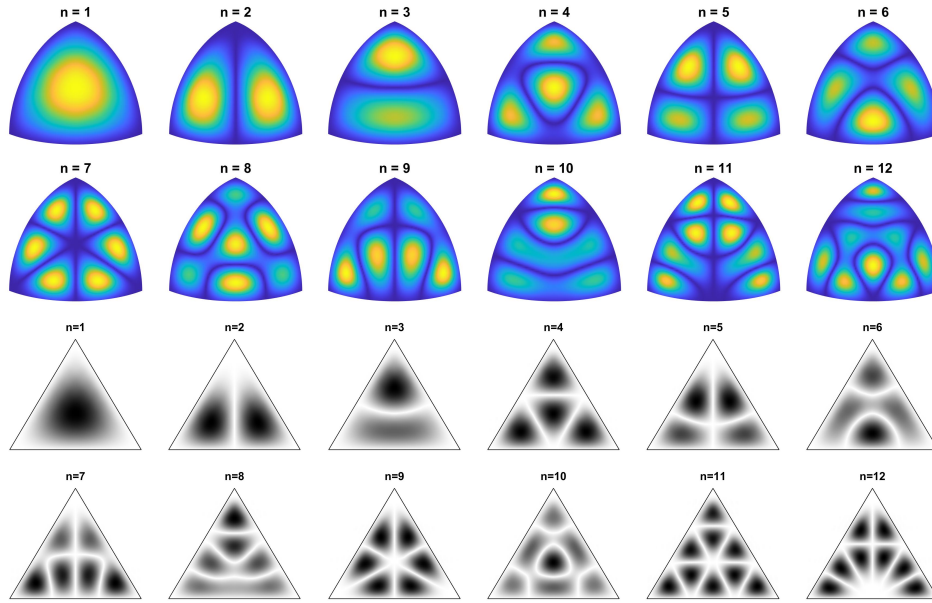 n = 1 n = 2 n = 3 n = 4 n = 5 n = 6
n = 7 n = 8 n = 9 n = 10 n = 11 n = 12
n=1 n=2 n=3 n=4 n=5 n=6
n=7 n=8 n=9 n=10 n=11 n=12